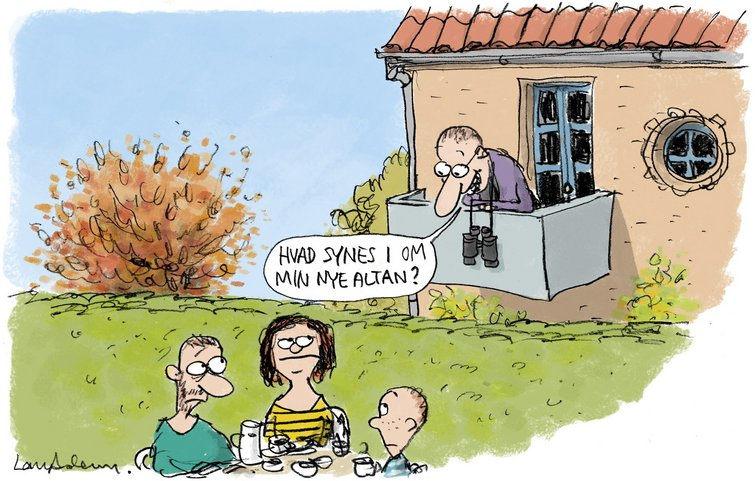 HVAD SYNES I OM
MIN NYE ALTAN?